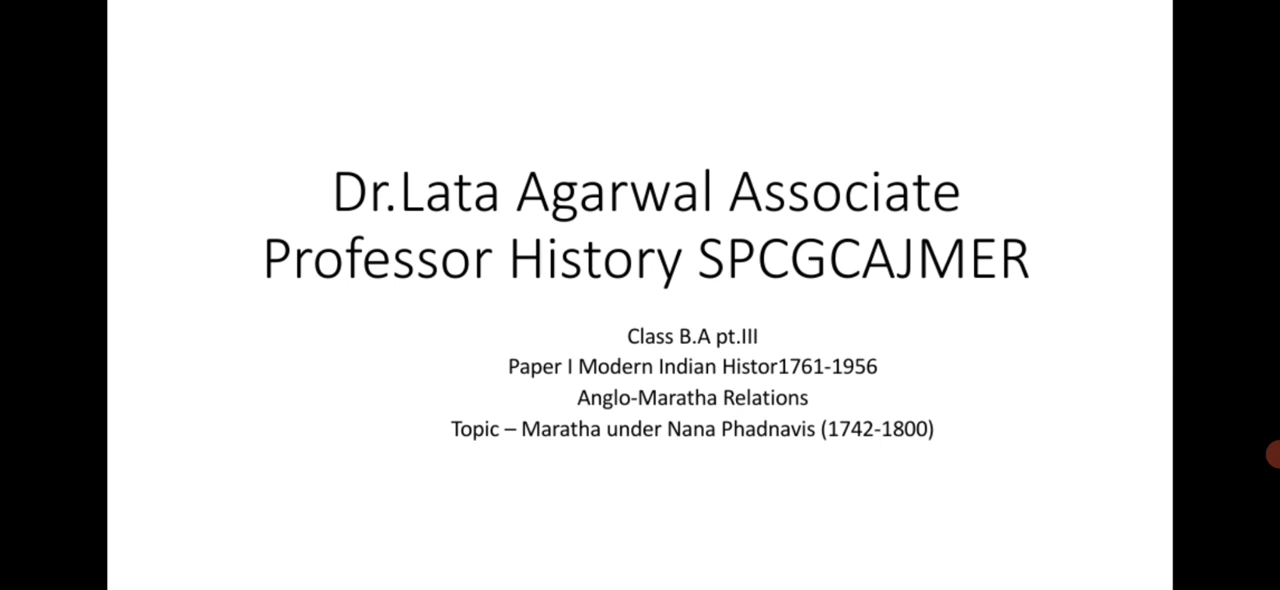 Dr.Lata Agarwal Associate
Professor History SPCGCAJMER
Class B.A pt.III
Paper I Modern Indian Histor1761-1956
Anglo-Maratha Relations
Topic – Maratha under Nana Phadnavis (1742-1800)